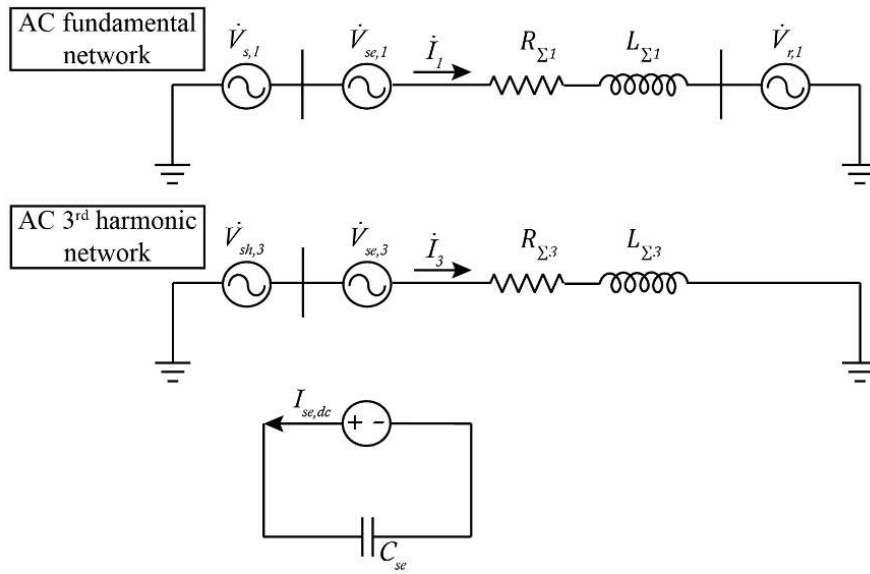 AC fundamental
network
V̇s,1
V̇se,1
İ1
RΣ1
LΣ1
V̇r,1
AC 3rd harmonic
network
V̇sh,3
V̇se,3
İ3
RΣ3
LΣ3
Ise,dc
+ -
Cse